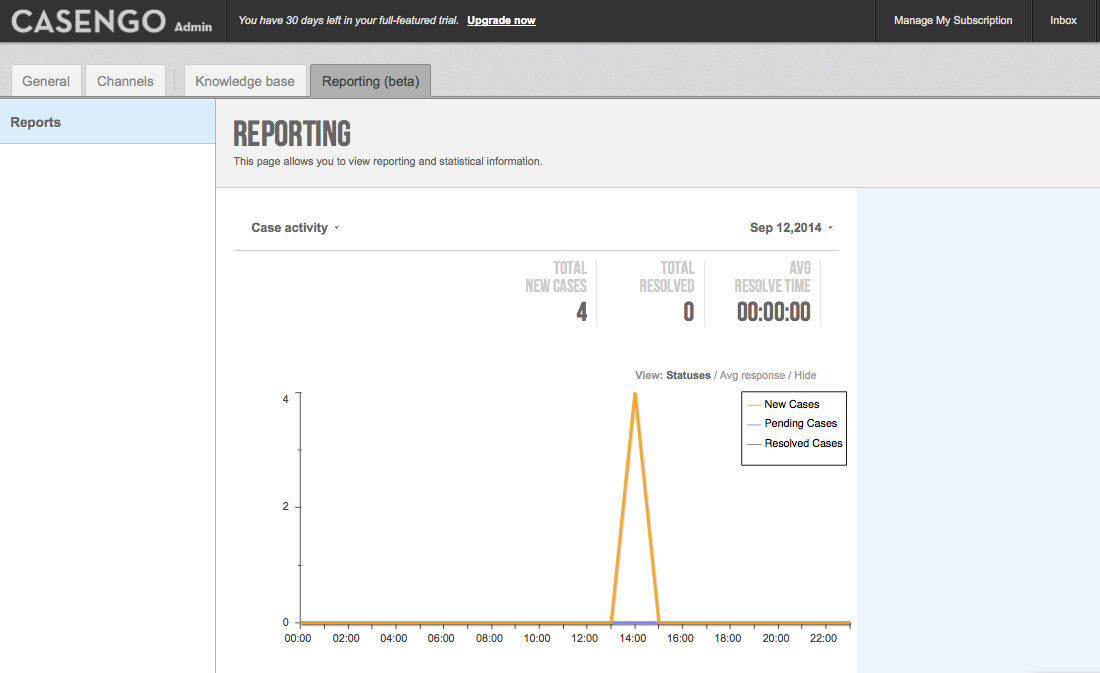 CASENGO Admin
You have 30 days left in your full-featured trial. Upgrade now
Manage My Subscription
Inbox
General
Channels
Knowledge base
Reporting (beta)
Reports
REPORTING
This page allows you to view reporting and statistical information.
Case activity
Sep 12,2014
TOTAL
NEW CASES
4
TOTAL
RESOLVED
0
AVG
RESOLVE TIME
00:00:00
View: Statuses / Avg response / Hide
New Cases
Pending Cases
Resolved Cases
4
2
0
00:00 02:00 04:00 06:00 08:00 10:00 12:00 14:00 16:00 18:00 20:00 22:00